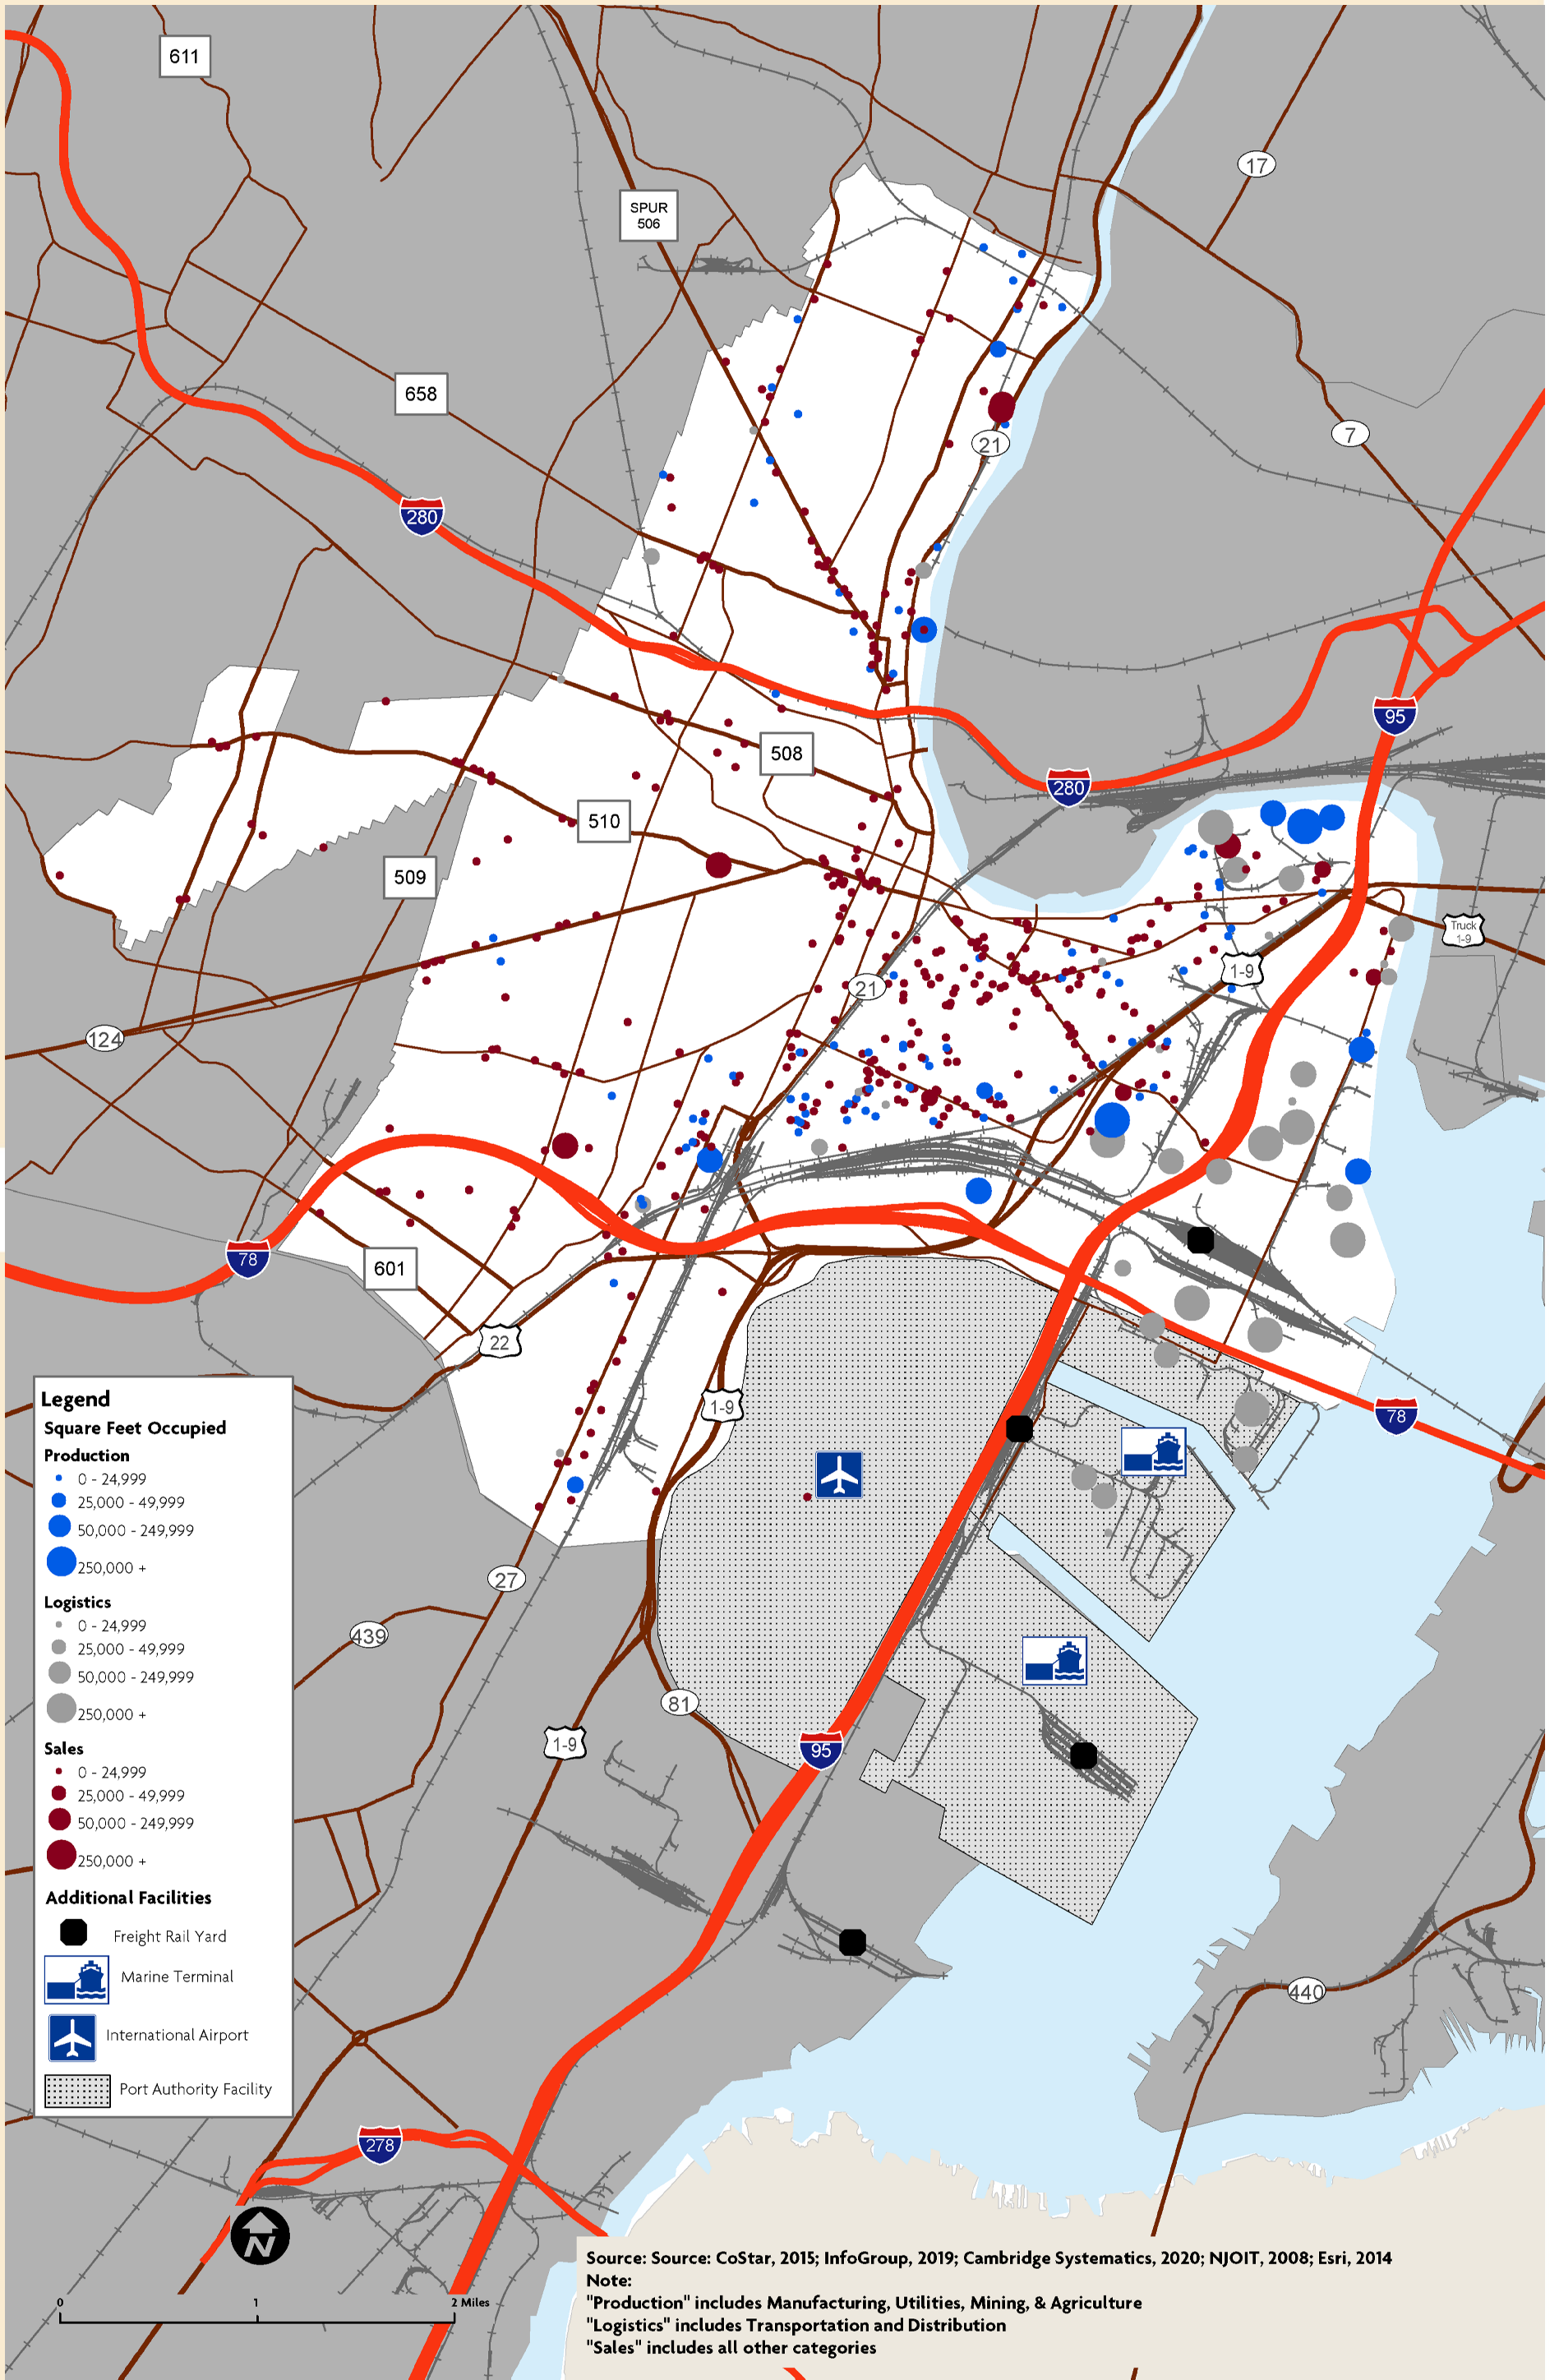 611
17
SPUR
506
658
7
21
280
95
508
280
510
509
Truck
1-9
1-9
21
124
78
601
22
1-9
78
Legend
Square Feet Occupied
Production
0 - 24,999
25,000 - 49,999
50,000 - 249,999
250,000 +
Logistics
0 - 24,999
25,000 - 49,999
50,000 - 249,999
250,000 +
Sales
0 - 24,999
25,000 - 49,999
50,000 - 249,999
250,000 +
Additional Facilities
Freight Rail Yard
Marine Terminal
International Airport
Port Authority Facility
27
439
81
1-9
95
440
278
N
0 1 2 Miles
Source: Source: CoStar, 2015; InfoGroup, 2019; Cambridge Systematics, 2020; NJOIT, 2008; Esri, 2014
Note:
"Production" includes Manufacturing, Utilities, Mining, & Agriculture
"Logistics" includes Transportation and Distribution
"Sales" includes all other categories